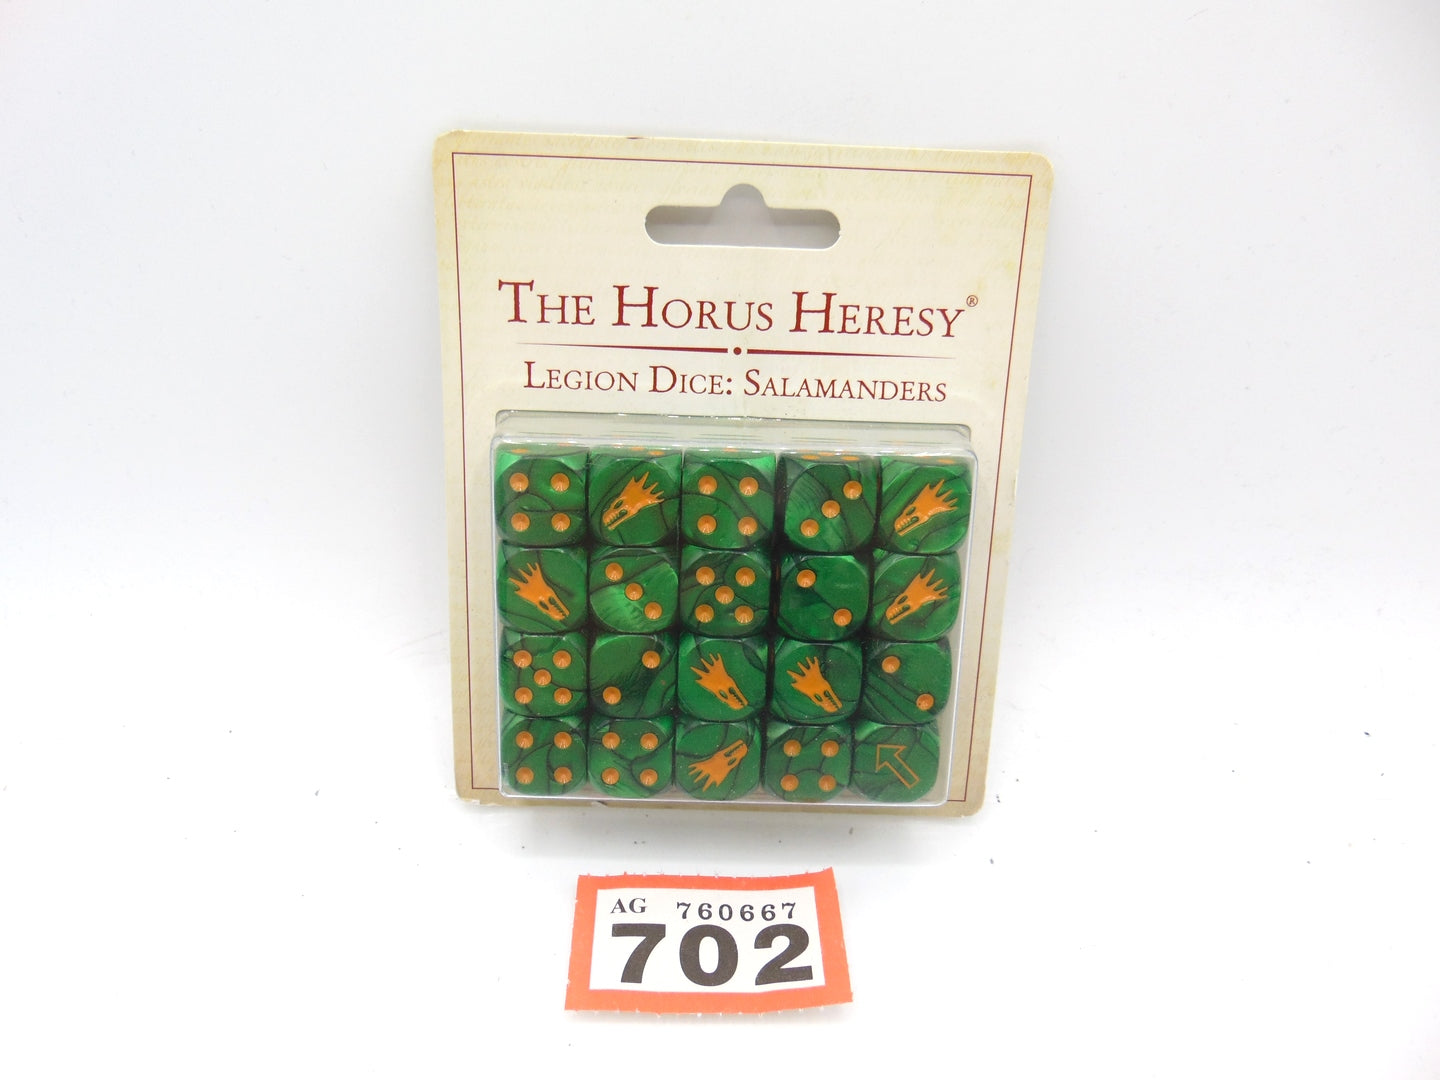 THE HORUS HERESY®
LEGION DICE: SALAMANDERS
AG 760667
702